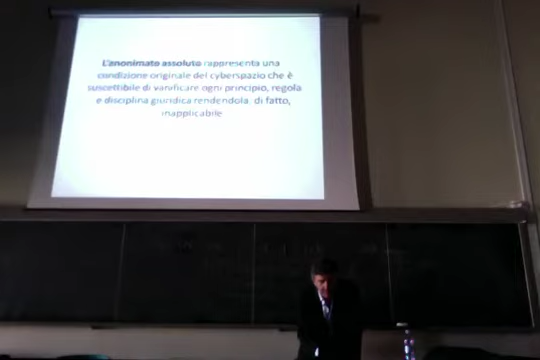 L'anonimato assoluto rappresenta una
condizione originale del cyberspazio che è
suscettibile di vanificare ogni principio, regola
e disciplina giuridica rendendola di fatto,
inapplicabile